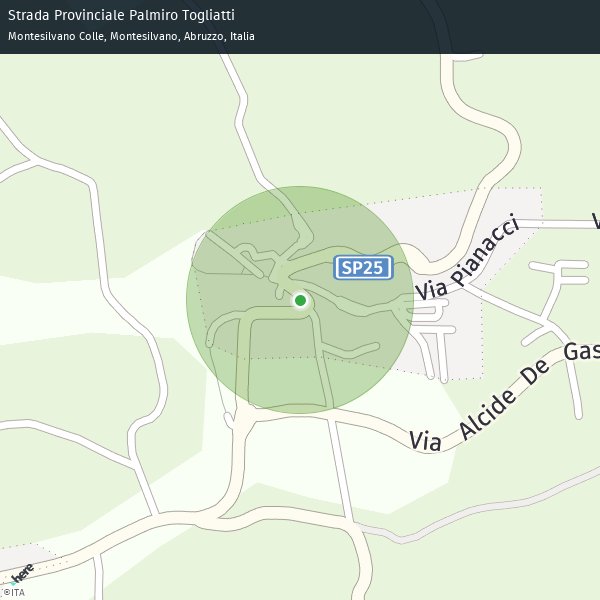 Strada Provinciale Palmiro Togliatti
Montesilvano Colle, Montesilvano, Abruzzo, Italia
SP25
Via Pianacci
V
Via Alcide De Gas
here
©ITA